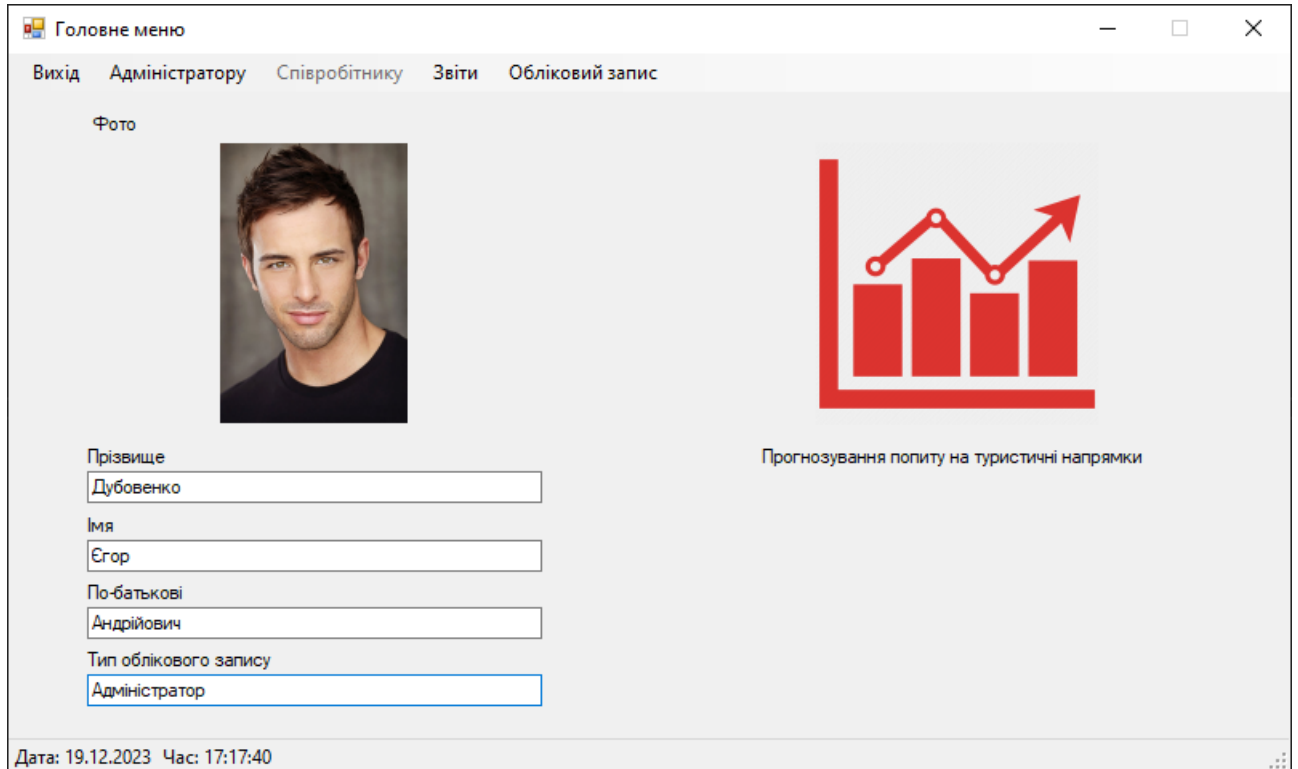 Головне меню
Вихід Адміністратору Співробітнику Звіти Обліковий запис
Фото
Прізвище
Дубовенко
Імя
Єгор
По-батькові
Андрійович
Тип облікового запису
Адміністратор
Прогнозування попиту на туристичні напрямки
Дата: 19.12.2023 Час: 17:17:40